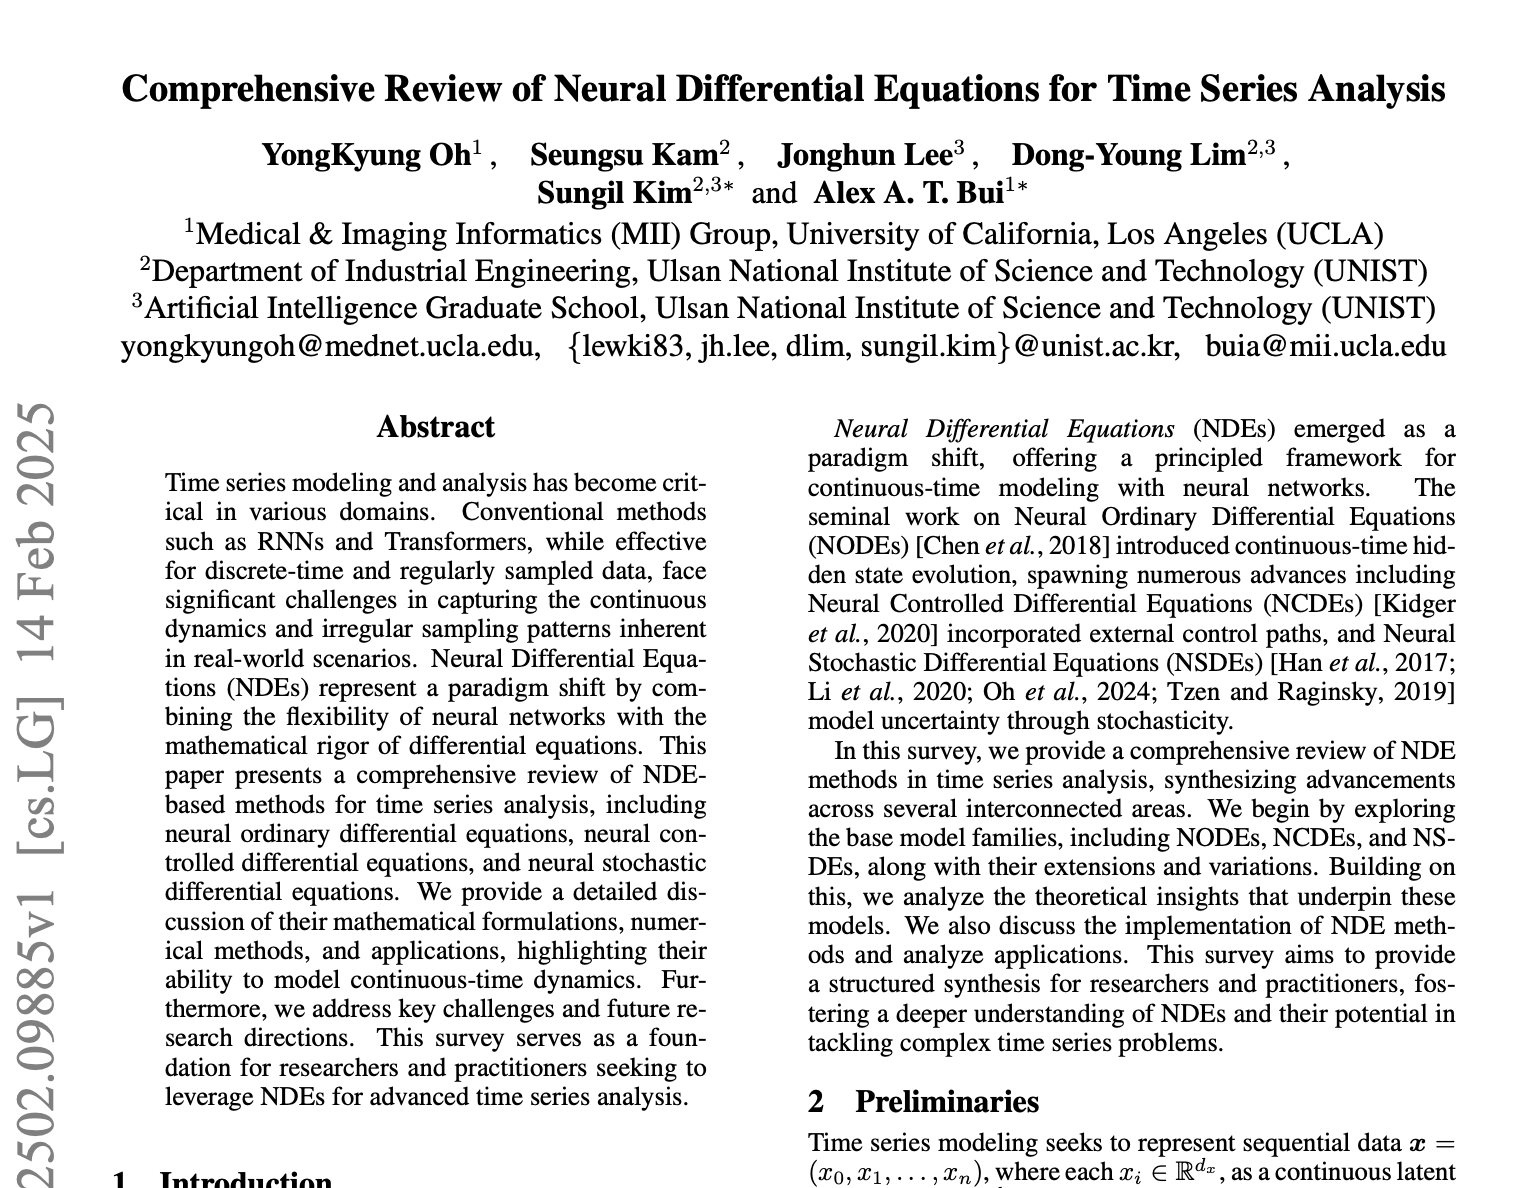 Comprehensive Review of Neural Differential Equations for Time Series Analysis
YongKyung Oh¹ ,   Seungsu Kam² ,   Jonghun Lee³ ,   Dong-Young Lim²,³ ,
Sungil Kim²,³*  and  Alex A. T. Bui¹*
¹Medical & Imaging Informatics (MII) Group, University of California, Los Angeles (UCLA)
²Department of Industrial Engineering, Ulsan National Institute of Science and Technology (UNIST)
³Artificial Intelligence Graduate School, Ulsan National Institute of Science and Technology (UNIST)
yongkyungoh@mednet.ucla.edu,   {lewki83, jh.lee, dlim, sungil.kim}@unist.ac.kr,   buia@mii.ucla.edu
2502.09885v1  [cs.LG]  14 Feb 2025
Abstract
Time series modeling and analysis has become crit-
ical in various domains. Conventional methods
such as RNNs and Transformers, while effective
for discrete-time and regularly sampled data, face
significant challenges in capturing the continuous
dynamics and irregular sampling patterns inherent
in real-world scenarios. Neural Differential Equa-
tions (NDEs) represent a paradigm shift by com-
bining the flexibility of neural networks with the
mathematical rigor of differential equations. This
paper presents a comprehensive review of NDE-
based methods for time series analysis, including
neural ordinary differential equations, neural con-
trolled differential equations, and neural stochastic
differential equations. We provide a detailed dis-
cussion of their mathematical formulations, numer-
ical methods, and applications, highlighting their
ability to model continuous-time dynamics. Fur-
thermore, we address key challenges and future re-
search directions. This survey serves as a foun-
dation for researchers and practitioners seeking to
leverage NDEs for advanced time series analysis.
1   Introduction
Neural Differential Equations (NDEs) emerged as a
paradigm shift, offering a principled framework for
continuous-time modeling with neural networks. The
seminal work on Neural Ordinary Differential Equations
(NODEs) [Chen et al., 2018] introduced continuous-time hid-
den state evolution, spawning numerous advances including
Neural Controlled Differential Equations (NCDEs) [Kidger
et al., 2020] incorporated external control paths, and Neural
Stochastic Differential Equations (NSDEs) [Han et al., 2017;
Li et al., 2020; Oh et al., 2024; Tzen and Raginsky, 2019]
model uncertainty through stochasticity.
In this survey, we provide a comprehensive review of NDE
methods in time series analysis, synthesizing advancements
across several interconnected areas. We begin by exploring
the base model families, including NODEs, NCDEs, and NS-
DEs, along with their extensions and variations. Building on
this, we analyze the theoretical insights that underpin these
models. We also discuss the implementation of NDE meth-
ods and analyze applications. This survey aims to provide
a structured synthesis for researchers and practitioners, fos-
tering a deeper understanding of NDEs and their potential in
tackling complex time series problems.
2   Preliminaries
Time series modeling seeks to represent sequential data x =
(x₀, x₁, . . . , xₙ), where each xᵢ ∈ ℝ^{dₓ}, as a continuous latent